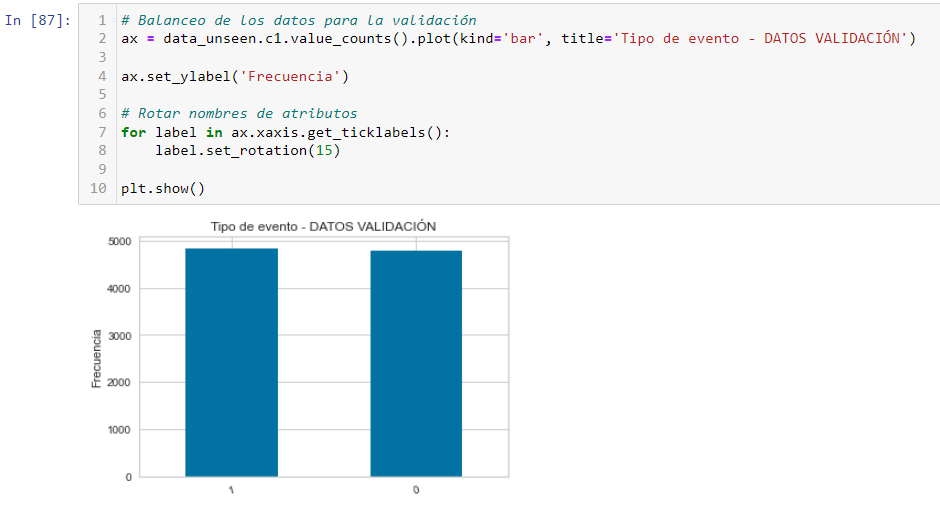 In [87]:
1 # Balanceo de los datos para la validación
2 ax = data_unseen.c1.value_counts().plot(kind='bar', title='Tipo de evento - DATOS VALIDACIÓN')
3
4 ax.set_ylabel('Frecuencia')
5
6 # Rotar nombres de atributos
7 for label in ax.xaxis.get_ticklabels():
8     label.set_rotation(15)
9
10 plt.show()
Tipo de evento - DATOS VALIDACIÓN
5000
4000
3000
2000
1000
0
Frecuencia
1 0